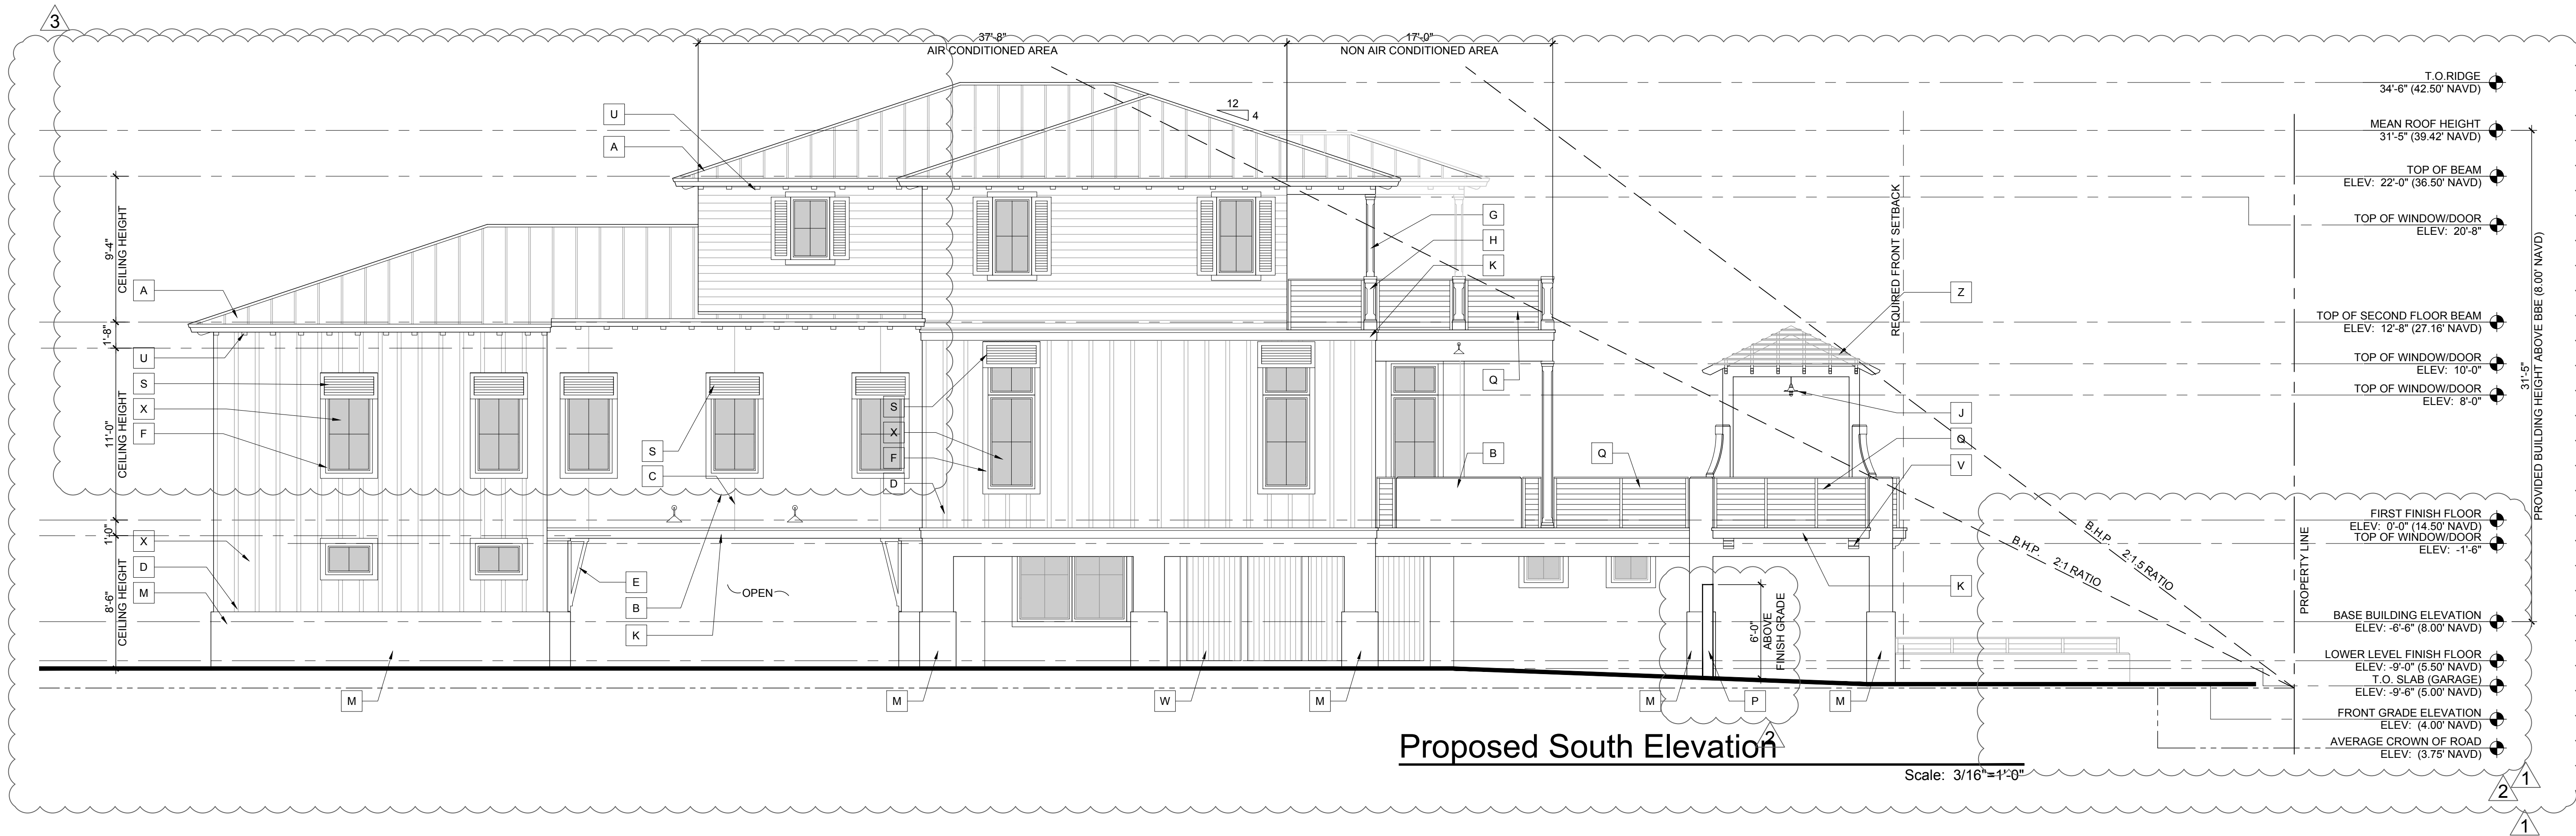 3
37'-8"
AIR CONDITIONED AREA
17'-0"
NON AIR CONDITIONED AREA
T.O.RIDGE
34'-6" (42.50' NAVD)
12
4
U
A
MEAN ROOF HEIGHT
31'-5" (39.42' NAVD)
TOP OF BEAM
ELEV: 22'-0" (36.50' NAVD)
REQUIRED FRONT SETBACK
G
H
K
TOP OF WINDOW/DOOR
ELEV: 20'-8"
9'-4"
CEILING HEIGHT
A
Z
31'-5"
PROVIDED BUILDING HEIGHT ABOVE BBE (8.00' NAVD)
TOP OF SECOND FLOOR BEAM
ELEV: 12'-8" (27.16' NAVD)
1'-8"
U
S
X
F
TOP OF WINDOW/DOOR
ELEV: 10'-0"
Q
TOP OF WINDOW/DOOR
ELEV: 8'-0"
11'-0"
CEILING HEIGHT
S
C
S
X
F
D
B
Q
J
Q
V
FIRST FINISH FLOOR
ELEV: 0'-0" (14.50' NAVD)
TOP OF WINDOW/DOOR
ELEV: -1'-6"
1'-0"
X
D
M
8'-6"
CEILING HEIGHT
E
B
K
OPEN
K
B.H.P. 2:1 RATIO
B.H.P. 2:1.5 RATIO
PROPERTY LINE
6'-0"
ABOVE
FINISH GRADE
BASE BUILDING ELEVATION
ELEV: -6'-6" (8.00' NAVD)
LOWER LEVEL FINISH FLOOR
ELEV: -9'-0" (5.50' NAVD)
T.O. SLAB (GARAGE)
ELEV: -9'-6" (5.00' NAVD)
M
M
W
M
M
P
M
FRONT GRADE ELEVATION
ELEV: (4.00' NAVD)
AVERAGE CROWN OF ROAD
ELEV: (3.75' NAVD)
2
Proposed South Elevation
Scale: 3/16"=1'-0"
1
2
1